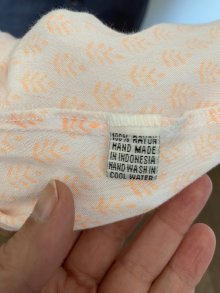 100% RAYON
HAND MADE
IN INDONESIA
HAND WASH IN
COOL WATER